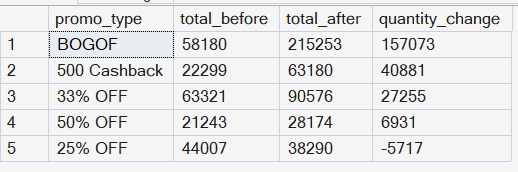 promo_type total_before total_after quantity_change
1 BOGOF 58180 215253 157073
2 500 Cashback 22299 63180 40881
3 33% OFF 63321 90576 27255
4 50% OFF 21243 28174 6931
5 25% OFF 44007 38290 -5717